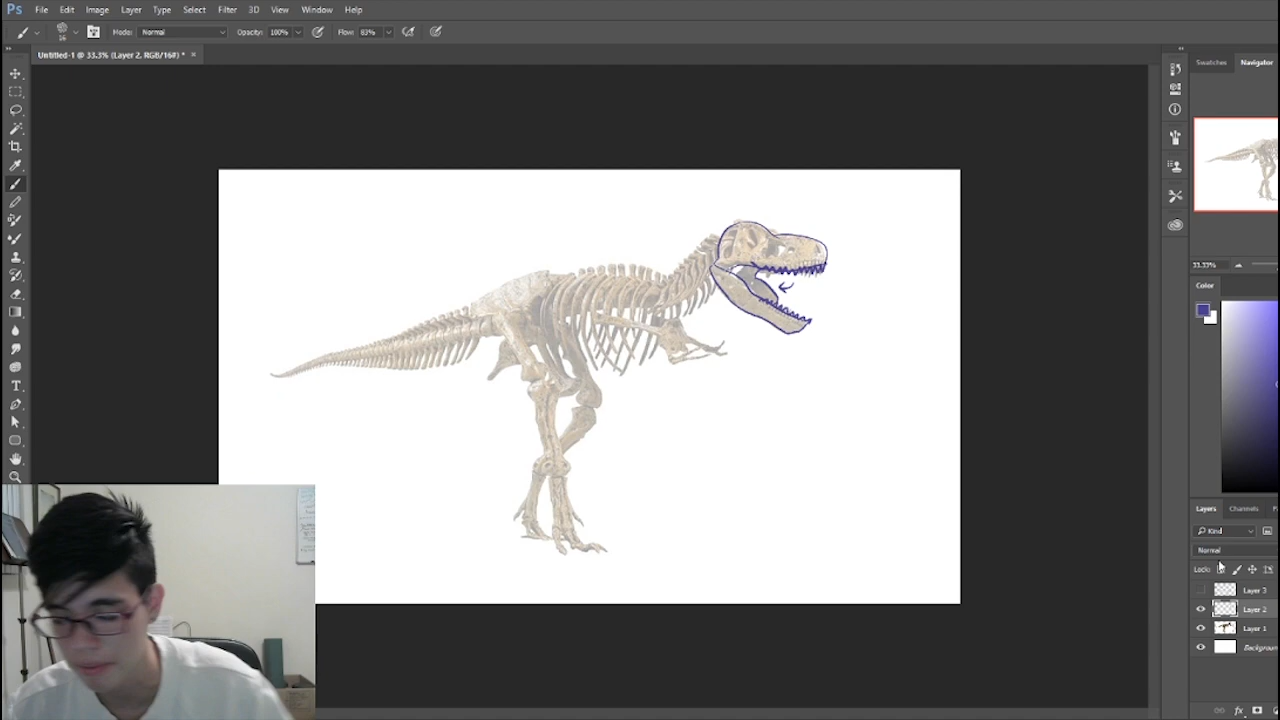 Ps File Edit Image Layer Type Select Filter 3D View Window Help
Mode: Normal Opacity: 100% Flow: 83%
Untitled-1 @ 33.3% (Layer 2, RGB/16#) * ×
Swatches Navigator
33.33%
Color
Layers Channels
Kind
Normal
Lock:
Layer 3
Layer 2
Layer 1
Background
fx